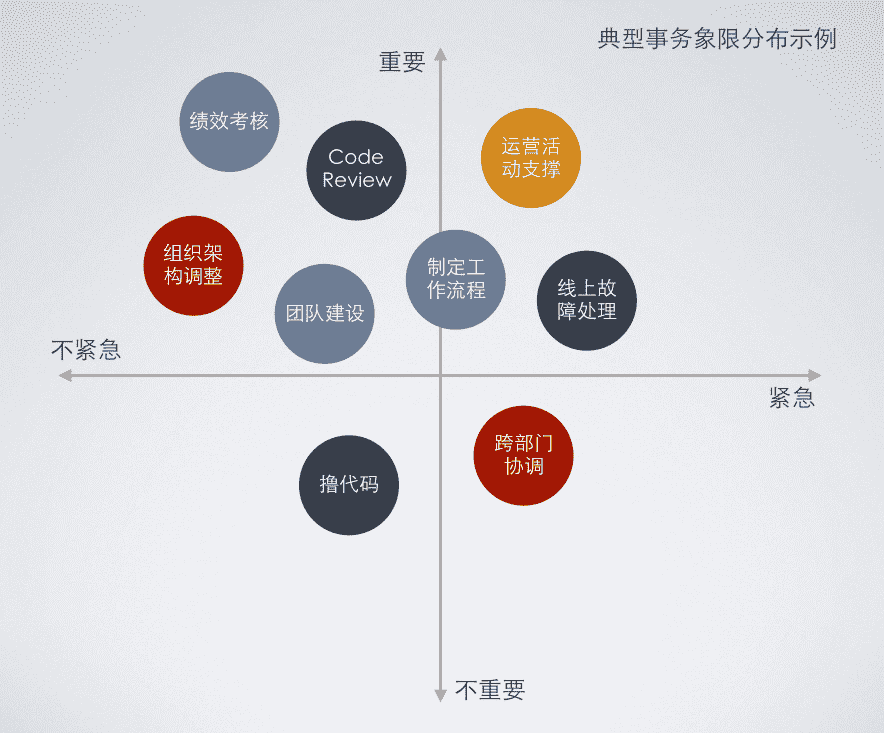 典型事务象限分布示例
重要
绩效考核
Code
Review
运营活
动支撑
组织架
构调整
团队建设
制定工
作流程
线上故
障处理
不紧急
紧急
撸代码
跨部门
协调
不重要